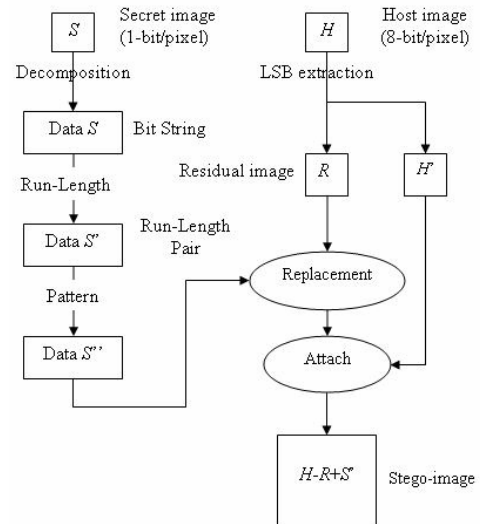 S
Secret image
(1-bit/pixel)
H
Host image
(8-bit/pixel)
Decomposition
LSB extraction
Data S
Bit String
Residual image
R
H'
Run-Length
Data S'
Run-Length
Pair
Replacement
Pattern
Data S''
Attach
H-R+S'
Stego-image